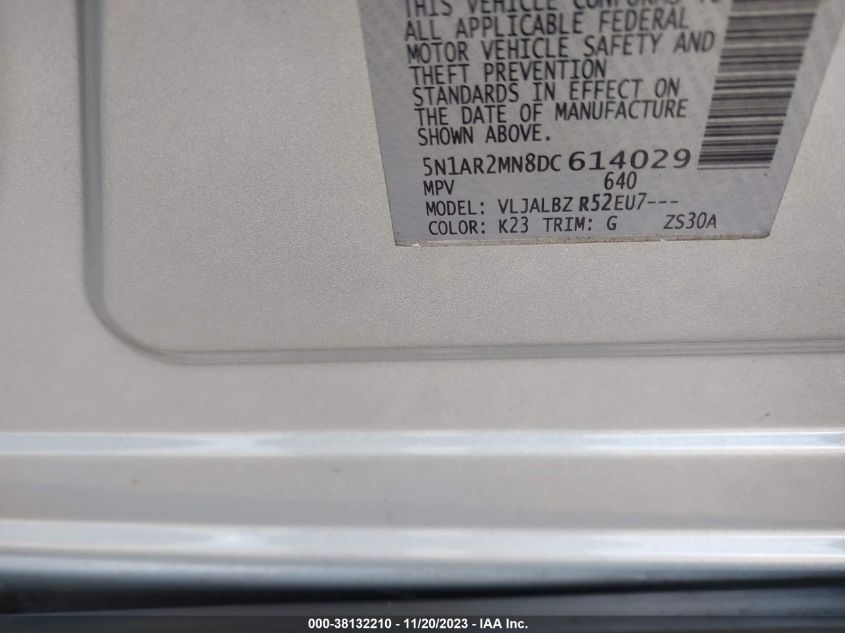 THIS VEHICLE CONFORMS TO
ALL APPLICABLE FEDERAL
MOTOR VEHICLE SAFETY AND
THEFT PREVENTION
STANDARDS IN EFFECT ON
THE DATE OF MANUFACTURE
SHOWN ABOVE.
5N1AR2MN8DC614029
MPV 640
MODEL: VLJALBZ R52EU7---
COLOR: K23 TRIM: G ZS30A
000-38132210 - 11/20/2023 - IAA Inc.